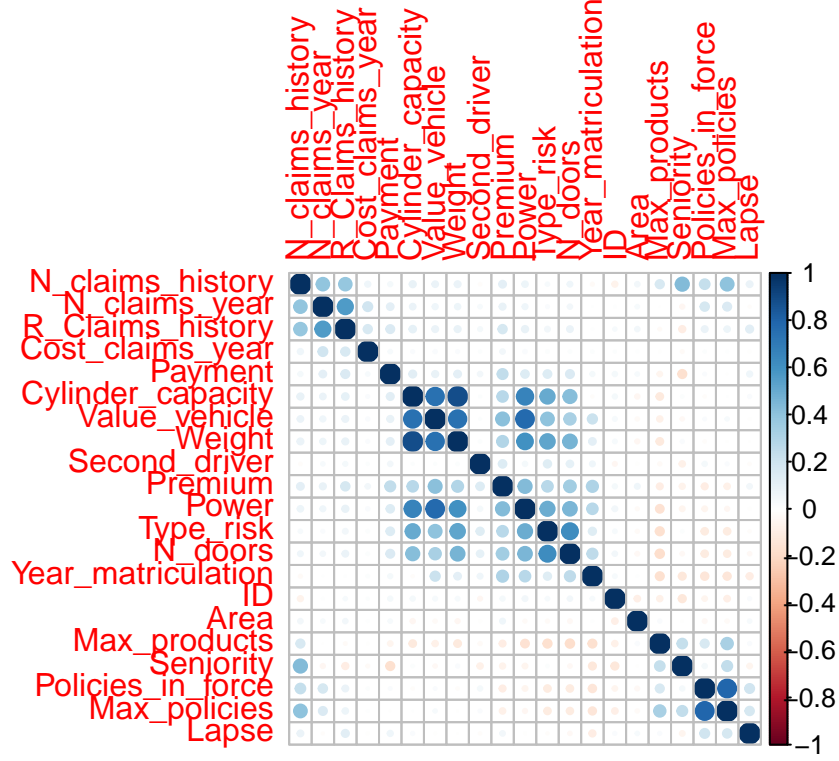 N_claims_history
N_claims_year
R_Claims_history
Cost_claims_year
Payment
Cylinder_capacity
Value_vehicle
Weight
Second_driver
Premium
Power
Type_risk
N_doors
Year_matriculation
ID
Area
Max_products
Seniority
Policies_in_force
Max_policies
Lapse
N_claims_history
N_claims_year
R_Claims_history
Cost_claims_year
Payment
Cylinder_capacity
Value_vehicle
Weight
Second_driver
Premium
Power
Type_risk
N_doors
Year_matriculation
ID
Area
Max_products
Seniority
Policies_in_force
Max_policies
Lapse
1
0.8
0.6
0.4
0.2
0
−0.2
−0.4
−0.6
−0.8
−1